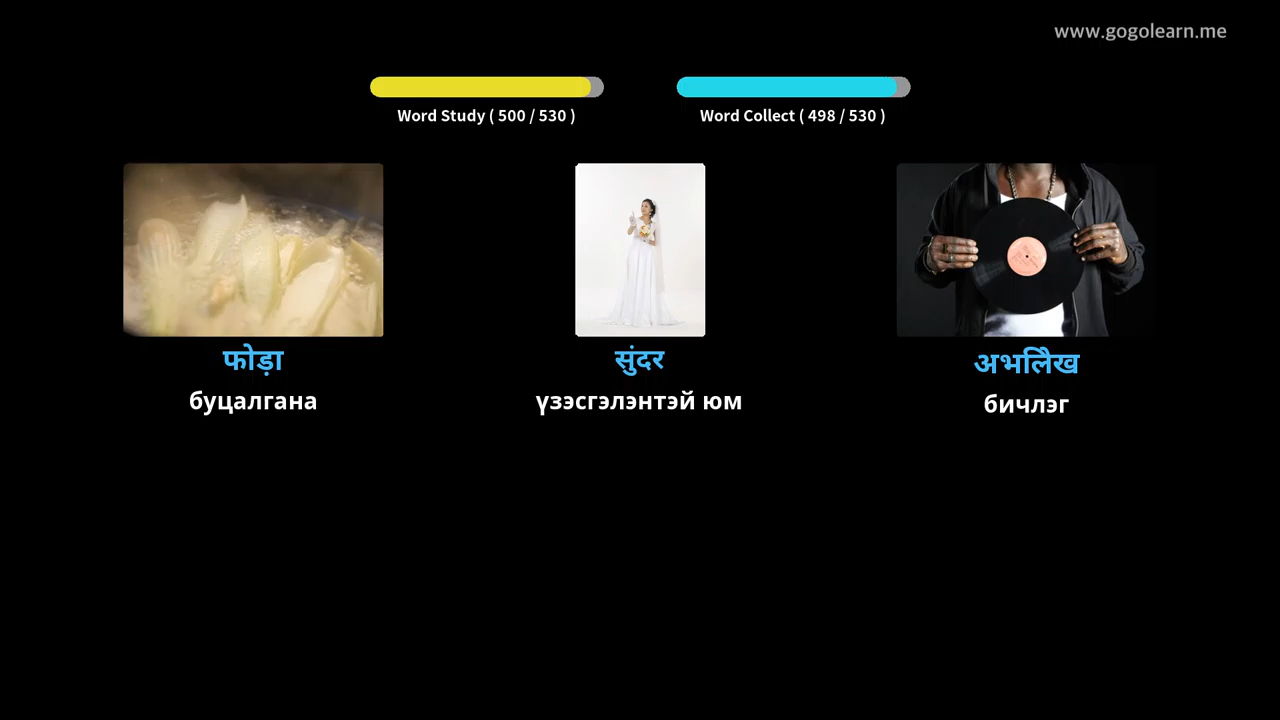 www.gogolearn.me
Word Study ( 500 / 530 )
Word Collect ( 498 / 530 )
फोड़ा
सुंदर
अभिलेख
буцалгана
үзэсгэлэнтэй юм
бичлэг